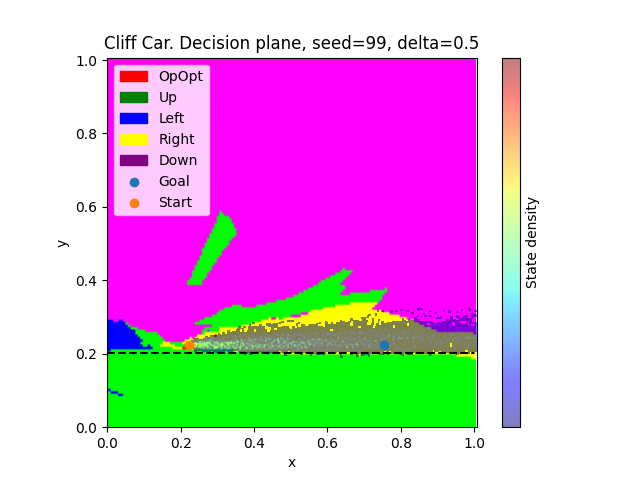 Cliff Car. Decision plane, seed=99, delta=0.5
1.0
0.8
0.6
0.4
0.2
0.0
y
OpOpt
Up
Left
Right
Down
Goal
Start
State density
0.0
0.2
0.4
0.6
0.8
1.0
x